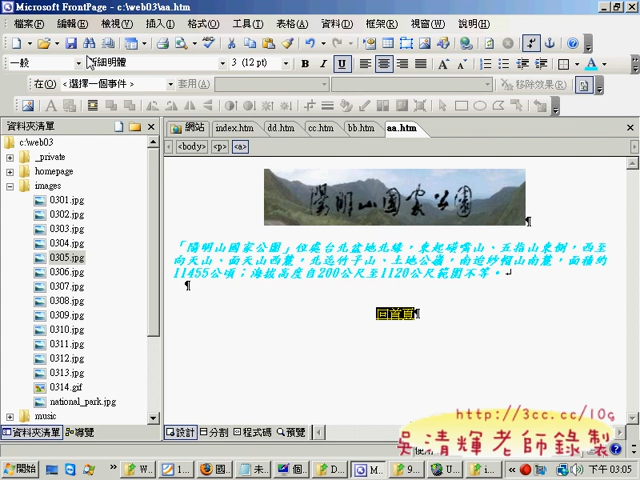 Microsoft FrontPage - c:\web03\aa.htm
檔案(F) 編輯(E) 檢視(V) 插入(I) 格式(O) 工具(T) 表格(A) 資料(D) 框架(R) 視窗(W) 說明(H)
一般 新細明體 3 (12 pt) B I U
在(O) <選擇一個事件> 套用(A) 移除效果(R)
資料夾清單 網站 index.htm dd.htm cc.htm bb.htm aa.htm
c:\web03 <body> <p> <a>
_private
homepage
images
0301.jpg
0302.jpg
0303.jpg
0304.jpg
0305.jpg
0306.jpg
0307.jpg
0308.jpg
0309.jpg
0310.jpg
0311.jpg
0312.jpg
0313.jpg
0314.gif
national_park.jpg
music
陽明山國家公園
「陽明山國家公園」位處台北盆地北緣，東起磺嘴山、五指山東側，西至
向天山、面天山西麓，北迄竹子山、土地公嶺，南迨紗帽山南麓，面積約
11455公頃；海拔高度自200公尺至1120公尺範圍不等。
回首頁
資料夾清單 導覽 設計 分割 程式碼 預覽
http://3cc.cc/10g
吳清輝老師錄製
開始 W.. 1.. 國.. 未.. 個.. D.. M.. 9.. U.. i.. 下午 03:05